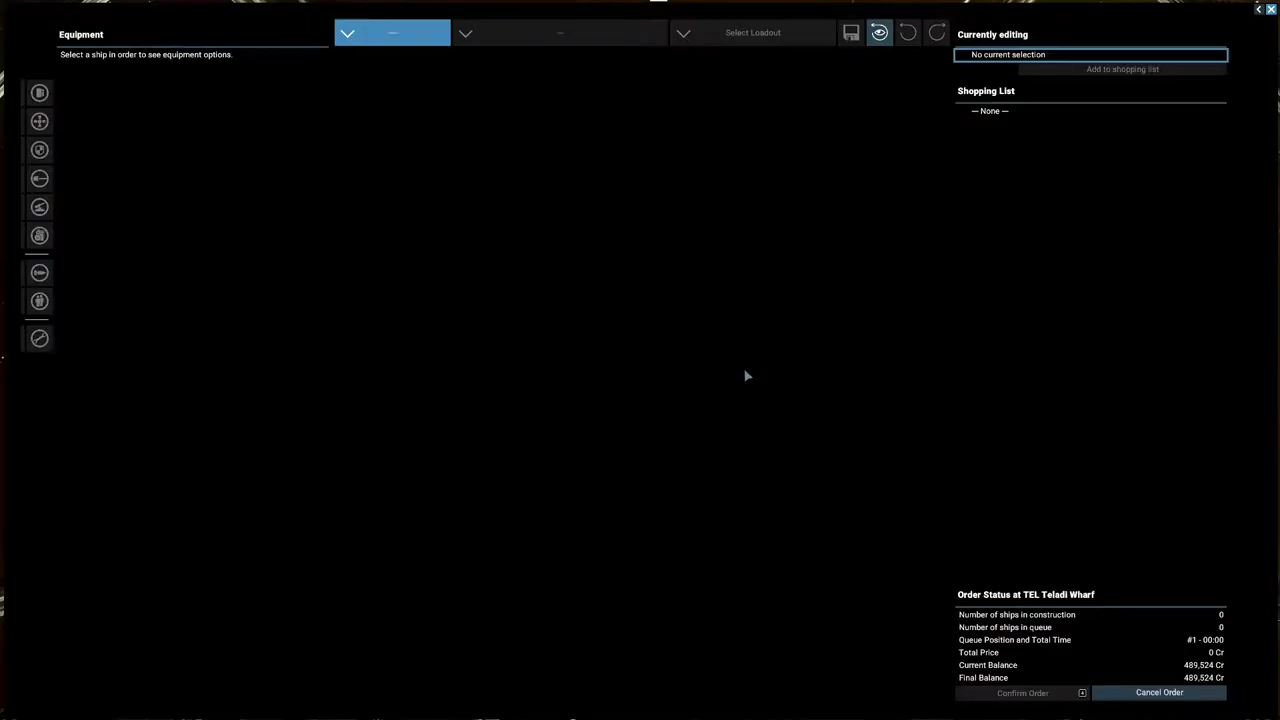 Equipment
Select a ship in order to see equipment options.
—
—
Select Loadout
Currently editing
No current selection
Add to shopping list
Shopping List
— None —
Order Status at TEL Teladi Wharf
Number of ships in construction 0
Number of ships in queue 0
Queue Position and Total Time #1 - 00:00
Total Price 0 Cr
Current Balance 489,524 Cr
Final Balance 489,524 Cr
Confirm Order
Cancel Order